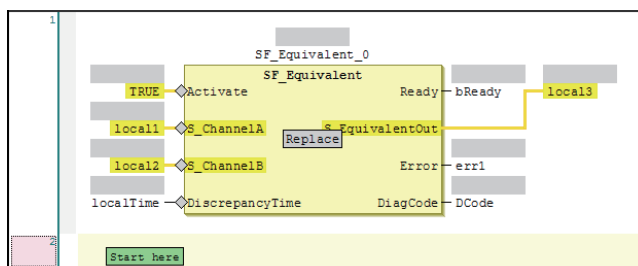 1
SF_Equivalent_0
SF_Equivalent
TRUE Activate Ready bReady local3
local1 S_ChannelA S_EquivalentOut
Replace
local2 S_ChannelB Error err1
localTime DiscrepancyTime DiagCode DCode
2
Start here